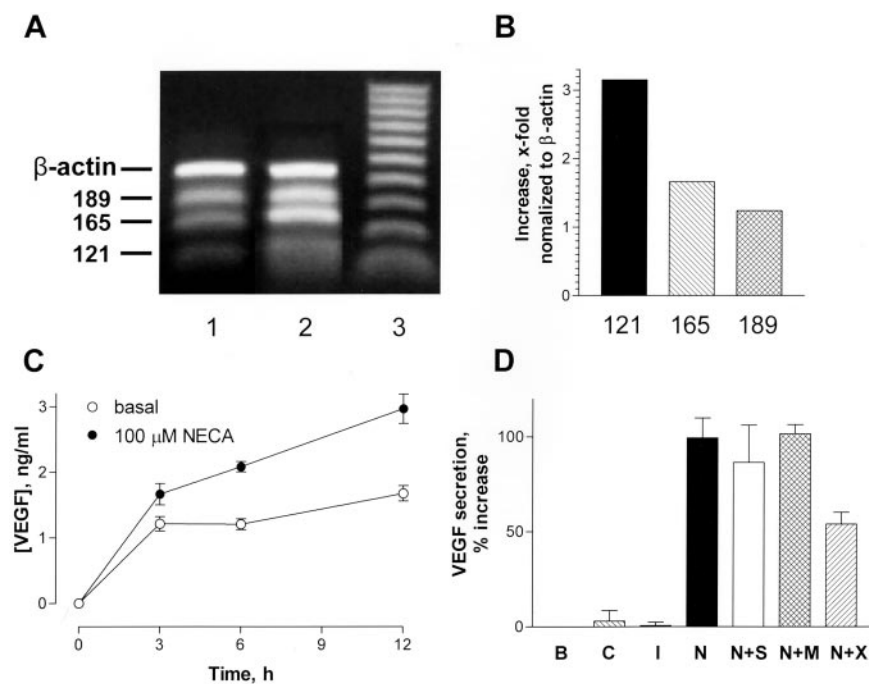 A
β-actin
189
165
121
1 2 3
B
Increase, x-fold
nomalized to β-actin
3
2
1
0
121 165 189
C
basal
100 μM NECA
[VEGF], ng/ml
3
2
1
0
0 3 6 9 12
Time, h
D
VEGF secretion,
% increase
100
50
0
B C I N N+S N+M N+X